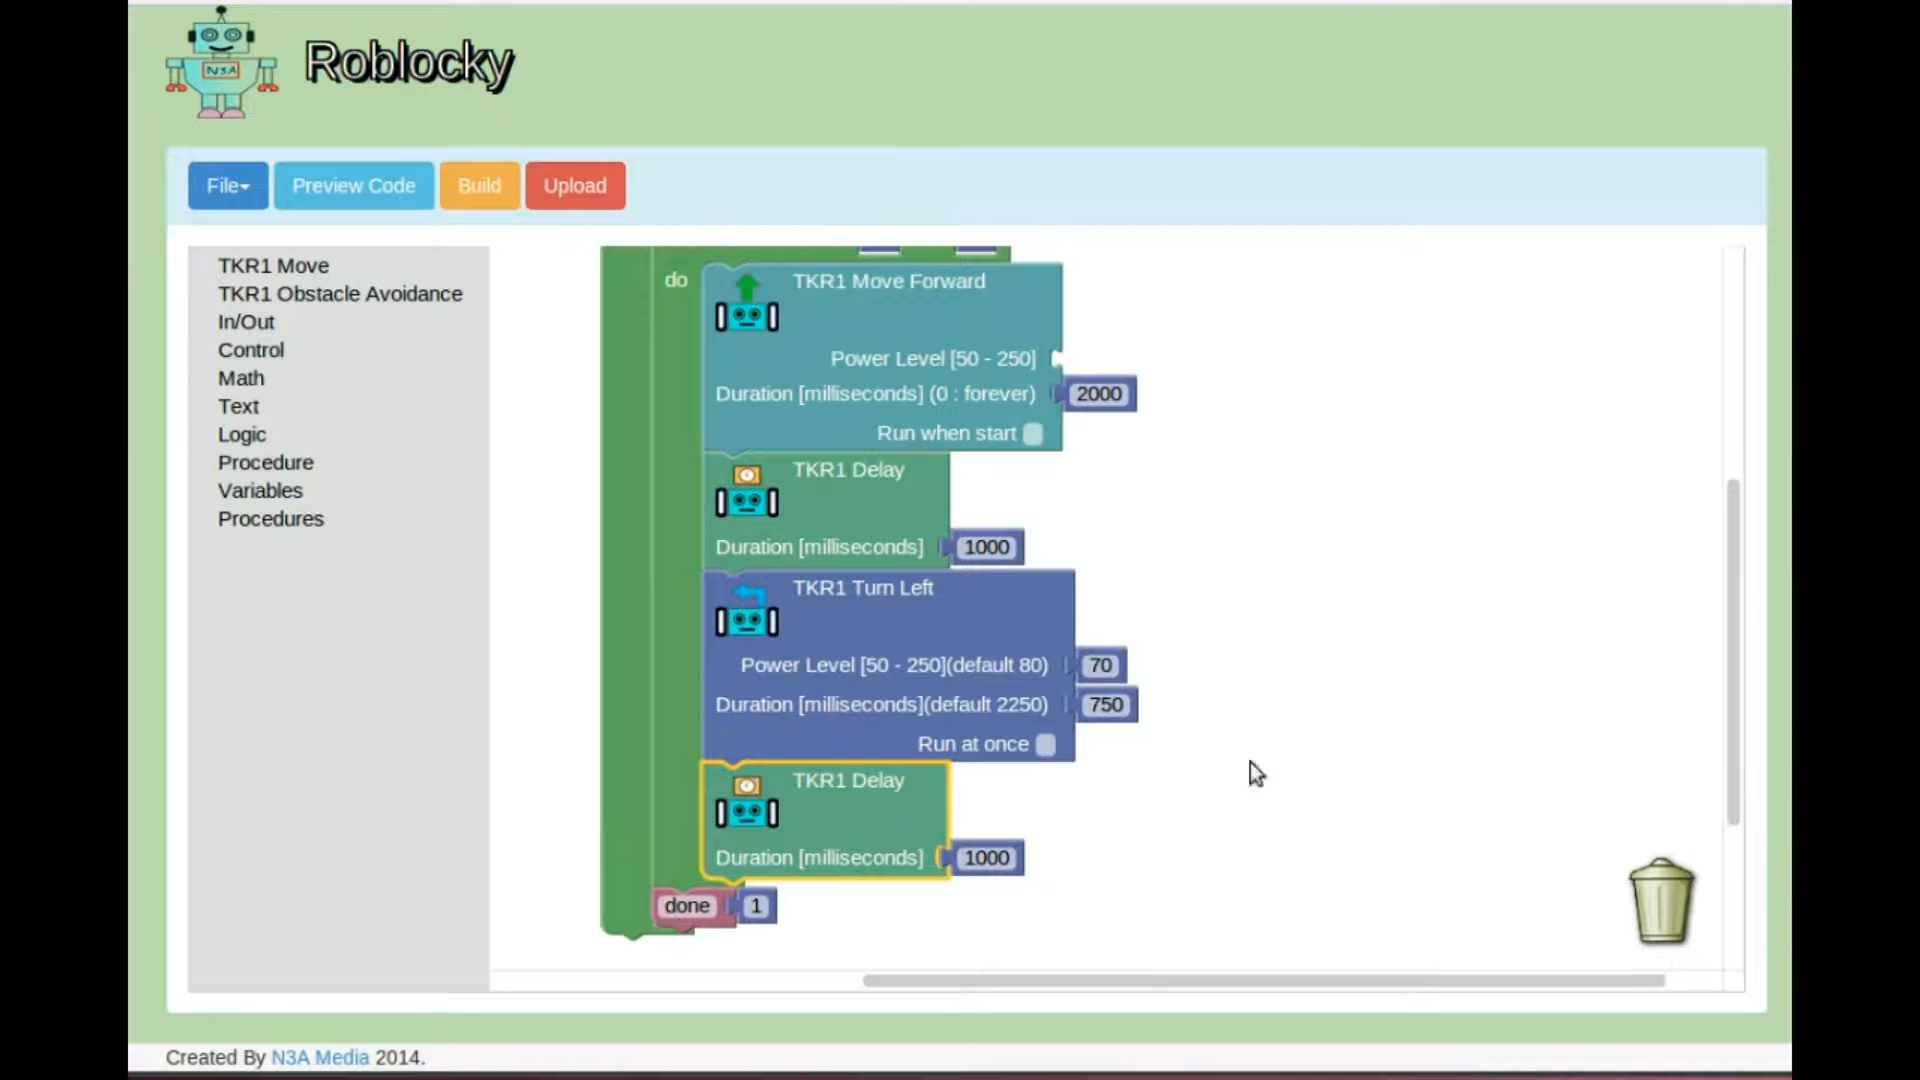 N3A
Roblocky
File
Preview Code
Build
Upload
TKR1 Move
TKR1 Obstacle Avoidance
In/Out
Control
Math
Text
Logic
Procedure
Variables
Procedures
do
TKR1 Move Forward
Power Level [50 - 250]
Duration [milliseconds] (0 : forever) 2000
Run when start
TKR1 Delay
Duration [milliseconds] 1000
TKR1 Turn Left
Power Level [50 - 250](default 80) 70
Duration [milliseconds](default 2250) 750
Run at once
TKR1 Delay
Duration [milliseconds] 1000
done 1
Created By N3A Media 2014.